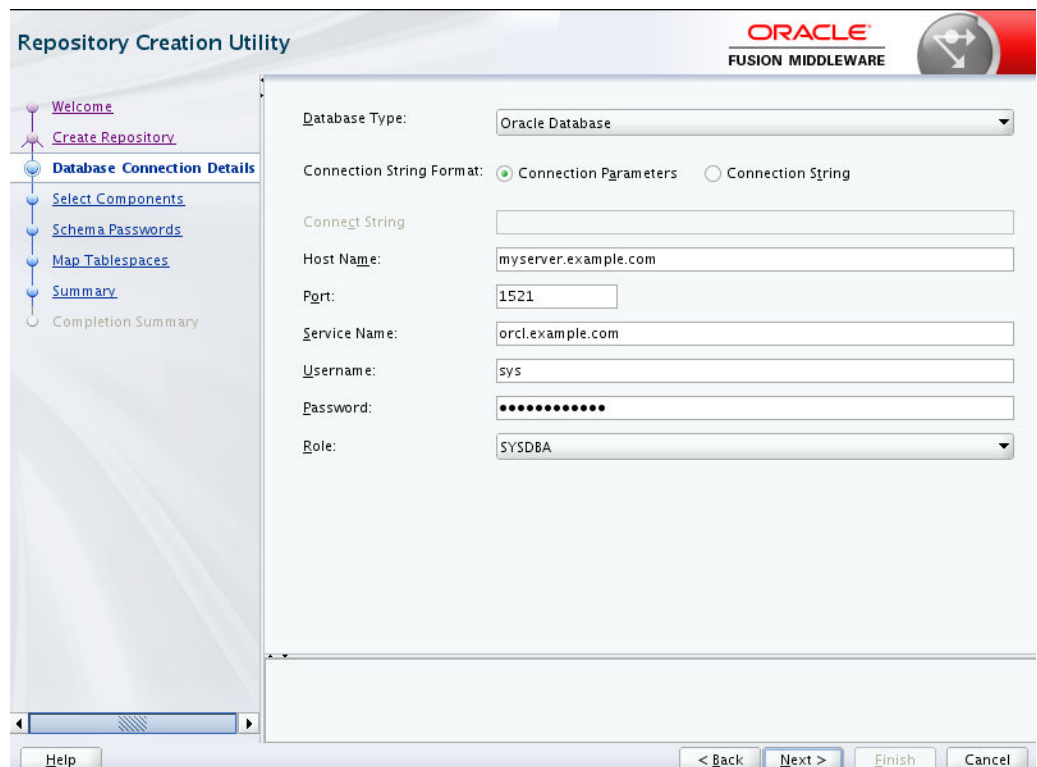 Repository Creation Utility
ORACLE
FUSION MIDDLEWARE
Welcome
Create Repository
Database Connection Details
Select Components
Schema Passwords
Map Tablespaces
Summary
Completion Summary
Database Type: Oracle Database
Connection String Format: Connection Parameters Connection String
Connect String
Host Name: myserver.example.com
Port: 1521
Service Name: orcl.example.com
Username: sys
Password: ••••••••••••
Role: SYSDBA
Help < Back Next > Finish Cancel